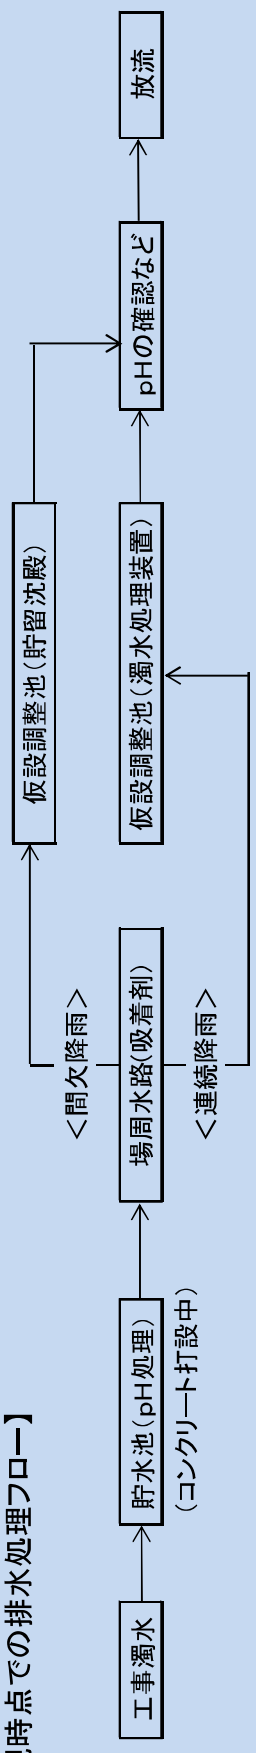 時点での排水処理フロー】
工事濁水
貯水池(pH処理)
(コンクリート打設中)
場周水路(吸着剤)
<間欠降雨>
<連続降雨>
仮設調整池(貯留沈殿)
仮設調整池(濁水処理装置)
pHの確認など
放流